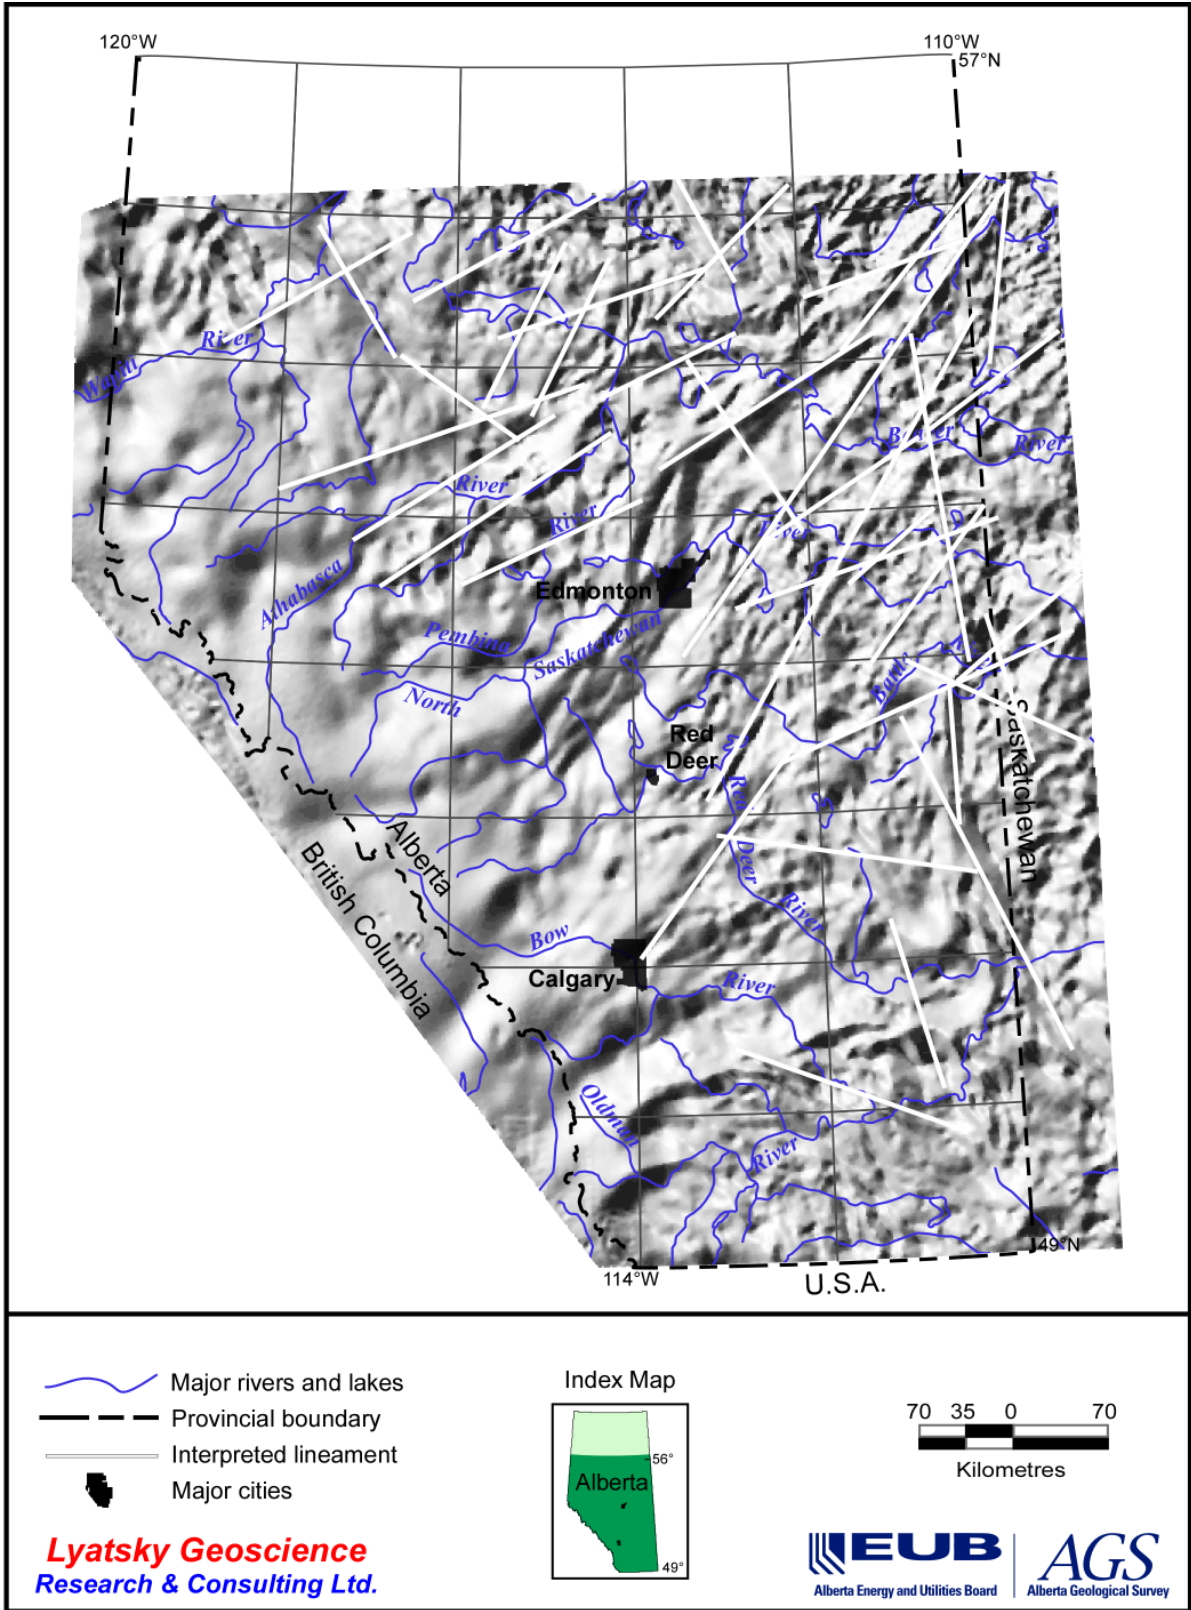 120°W
110°W
57°N
River
Wapiti
Beaver
River
River
River
River
Edmonton
Athabasca
Pembina
Saskatchewan
North
Battle
River
Red
Deer
Red
Deer
River
Saskatchewan
Alberta
British Columbia
Bow
Calgary
River
Oldman
River
49°N
114°W
U.S.A.
Major rivers and lakes
Provincial boundary
Interpreted lineament
Major cities
Index Map
56°
Alberta
49°
70 35 0 70
Kilometres
Lyatsky Geoscience
Research & Consulting Ltd.
EUB
Alberta Energy and Utilities Board
AGS
Alberta Geological Survey